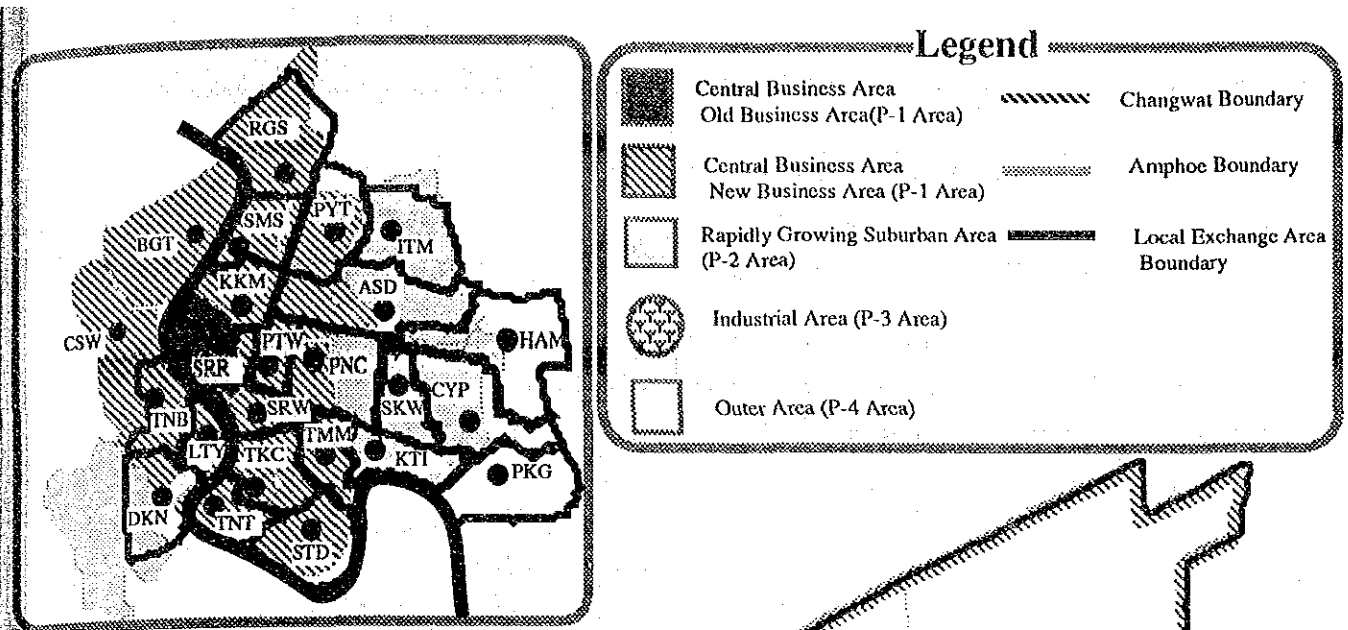 RGS
SMS
PYT
ITM
BGT
KKM
ASD
CSW
SRR
PTW
PNC
HAM
SKW
CYP
TNB
SRW
LTY
TKC
TMM
KTI
PKG
DKN
TNT
STD
Legend
Central Business Area
Old Business Area(P-1 Area)
Central Business Area
New Business Area (P-1 Area)
Rapidly Growing Suburban Area
(P-2 Area)
Industrial Area (P-3 Area)
Outer Area (P-4 Area)
Changwat Boundary
Amphoe Boundary
Local Exchange Area
Boundary